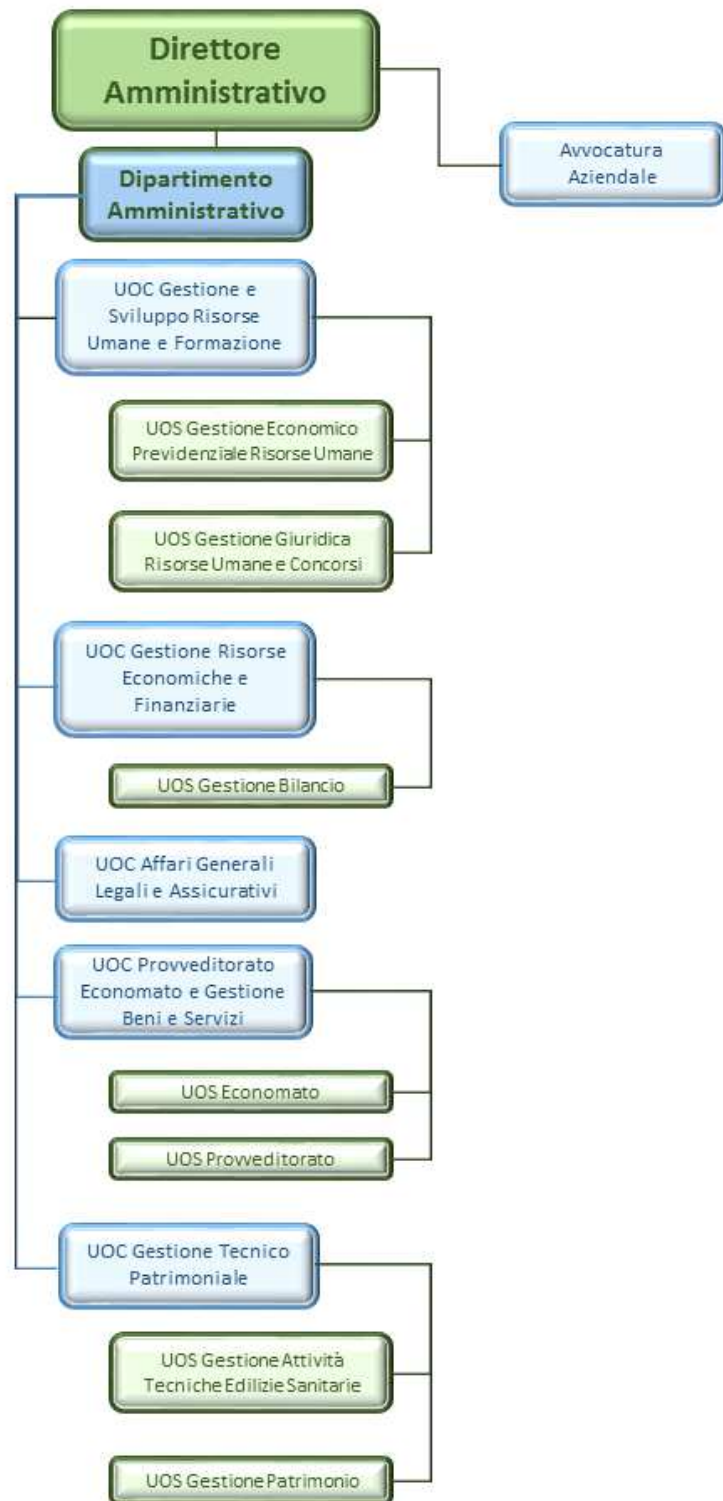 Direttore
Amministrativo
Avvocatura
Aziendale
Dipartimento
Amministrativo
UOC Gestione e
Sviluppo Risorse
Umane e Formazione
UOS Gestione Economico
Previdenziale Risorse Umane
UOS Gestione Giuridica
Risorse Umane e Concorsi
UOC Gestione Risorse
Economiche e
Finanziarie
UOS Gestione Bilancio
UOC Affari Generali
Legali e Assicurativi
UOC Provveditorato
Economato e Gestione
Beni e Servizi
UOS Economato
UOS Provveditorato
UOC Gestione Tecnico
Patrimoniale
UOS Gestione Attività
Tecniche Edilizie Sanitarie
UOS Gestione Patrimonio